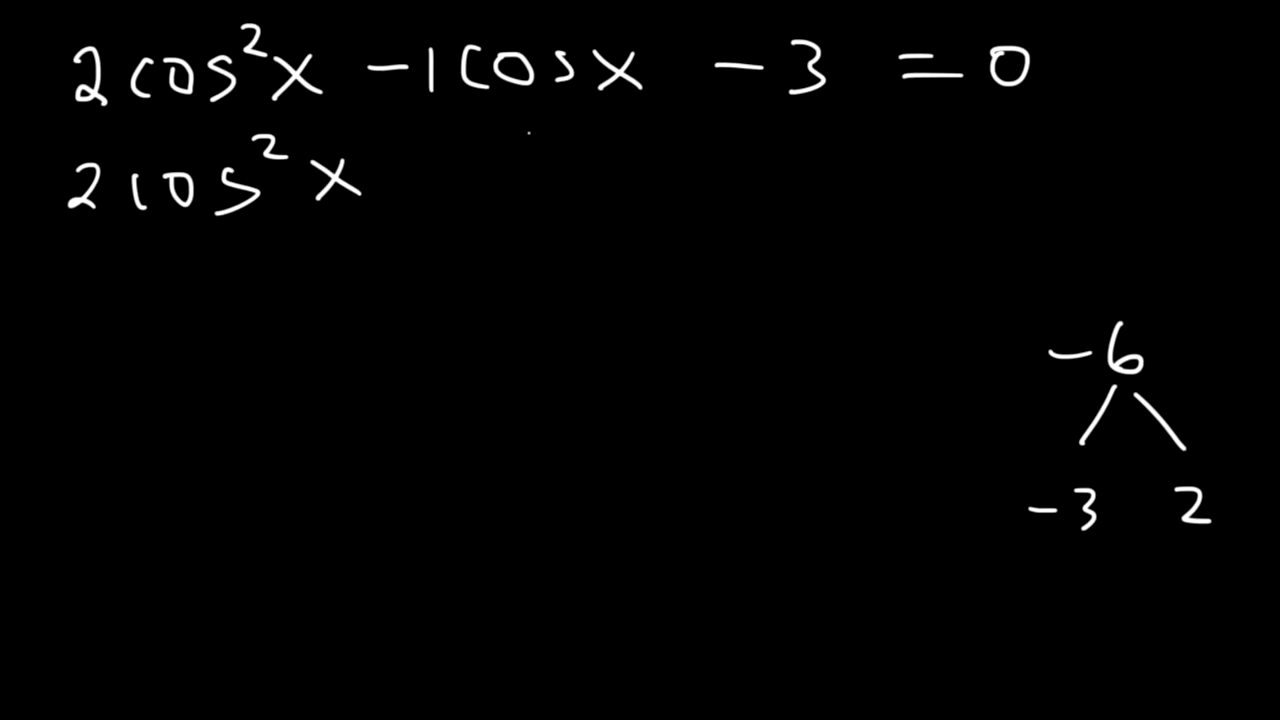 2cos²x - 1cosx - 3 = 0
2cos²x
-6
-3 2